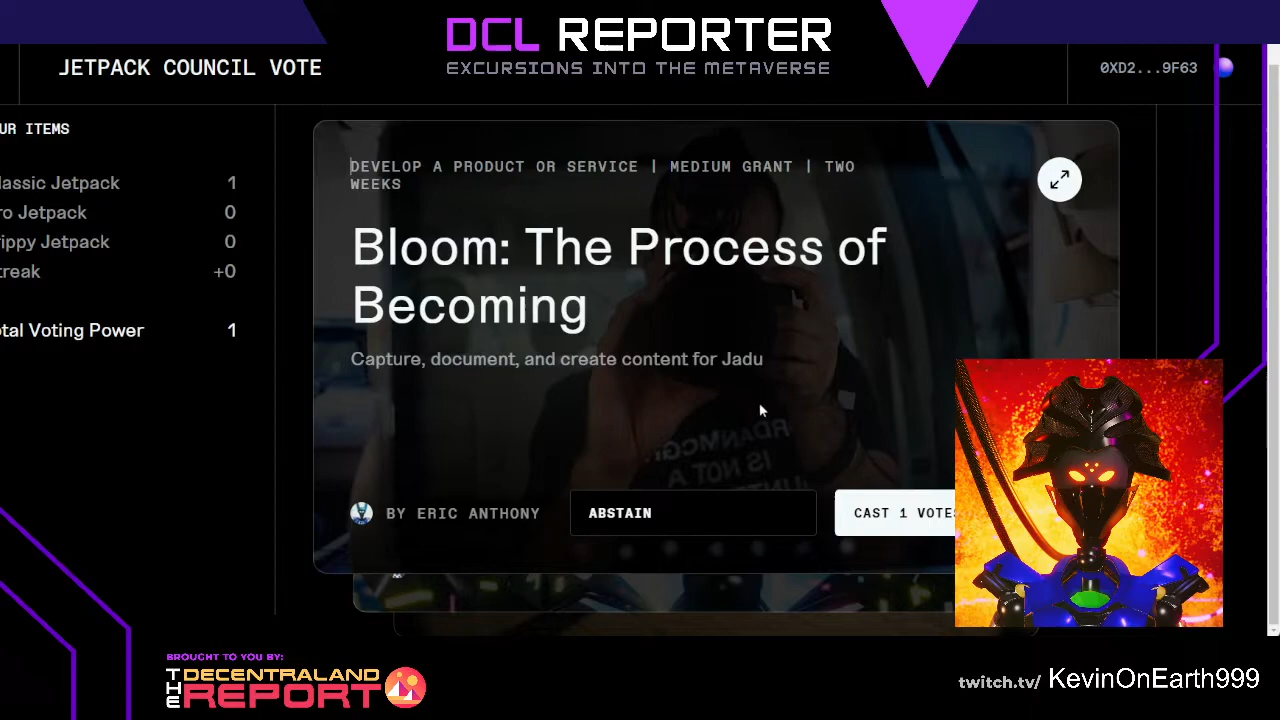 DCL REPORTER
EXCURSIONS INTO THE METAVERSE
JETPACK COUNCIL VOTE
0XD2...9F63
UR ITEMS
lassic Jetpack 1
ro Jetpack 0
rippy Jetpack 0
treak +0
otal Voting Power 1
DEVELOP A PRODUCT OR SERVICE | MEDIUM GRANT | TWO
WEEKS
Bloom: The Process of
Becoming
Capture, document, and create content for Jadu
BY ERIC ANTHONY
ABSTAIN
CAST 1 VOTES
BROUGHT TO YOU BY:
THE DECENTRALAND
REPORT
twitch.tv/ KevinOnEarth999